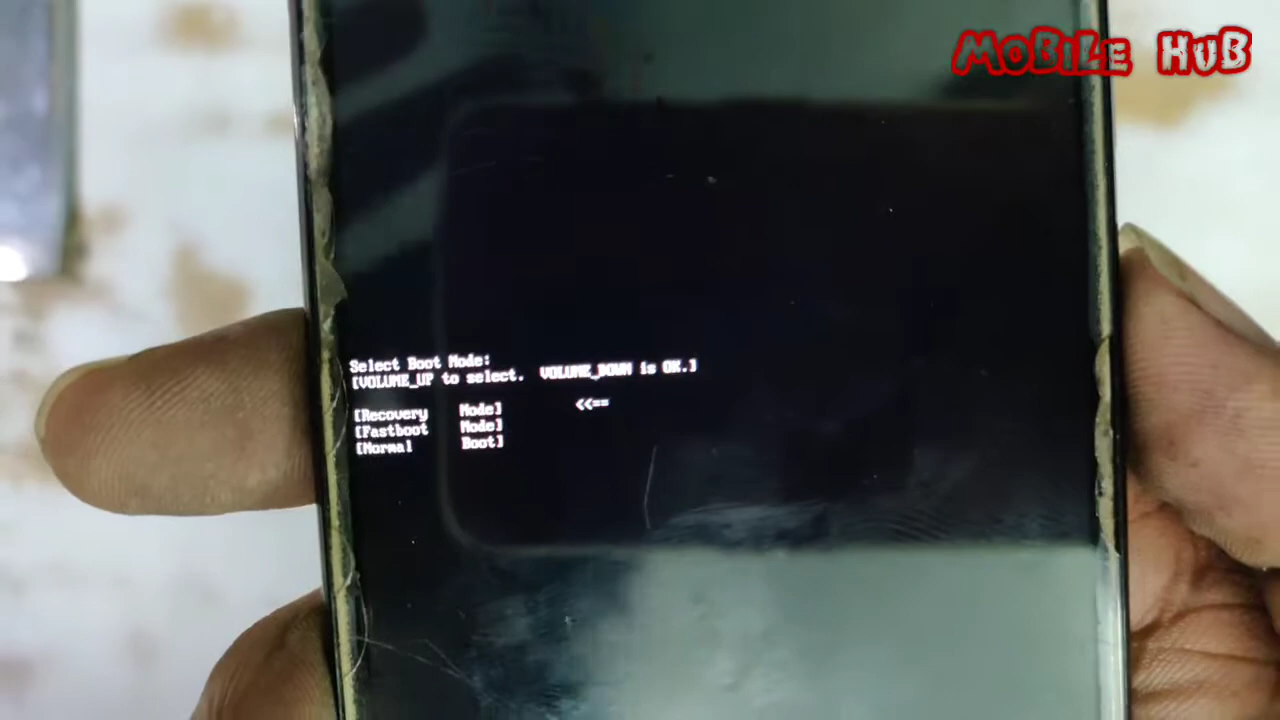 MOBILE HUB
Select Boot Mode:
[VOLUME_UP to select.  VOLUME_DOWN is OK.]
[Recovery    Mode]         <<==
[Fastboot    Mode]
[Normal      Boot]